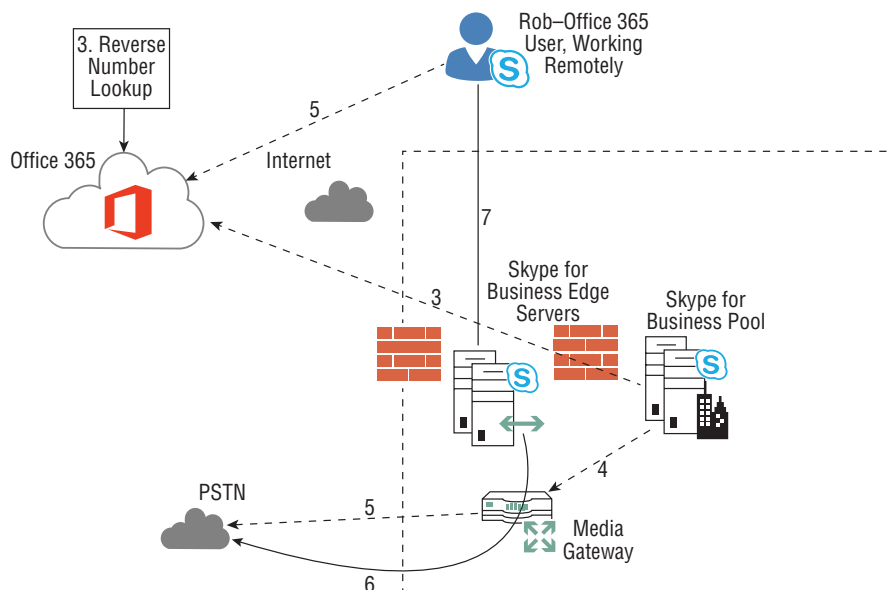 3. Reverse
Number
Lookup
Rob–Office 365
User, Working
Remotely
5
Office 365
Internet
7
3
Skype for
Business Edge
Servers
Skype for
Business Pool
S
S
S
4
PSTN
5
Media
Gateway
6